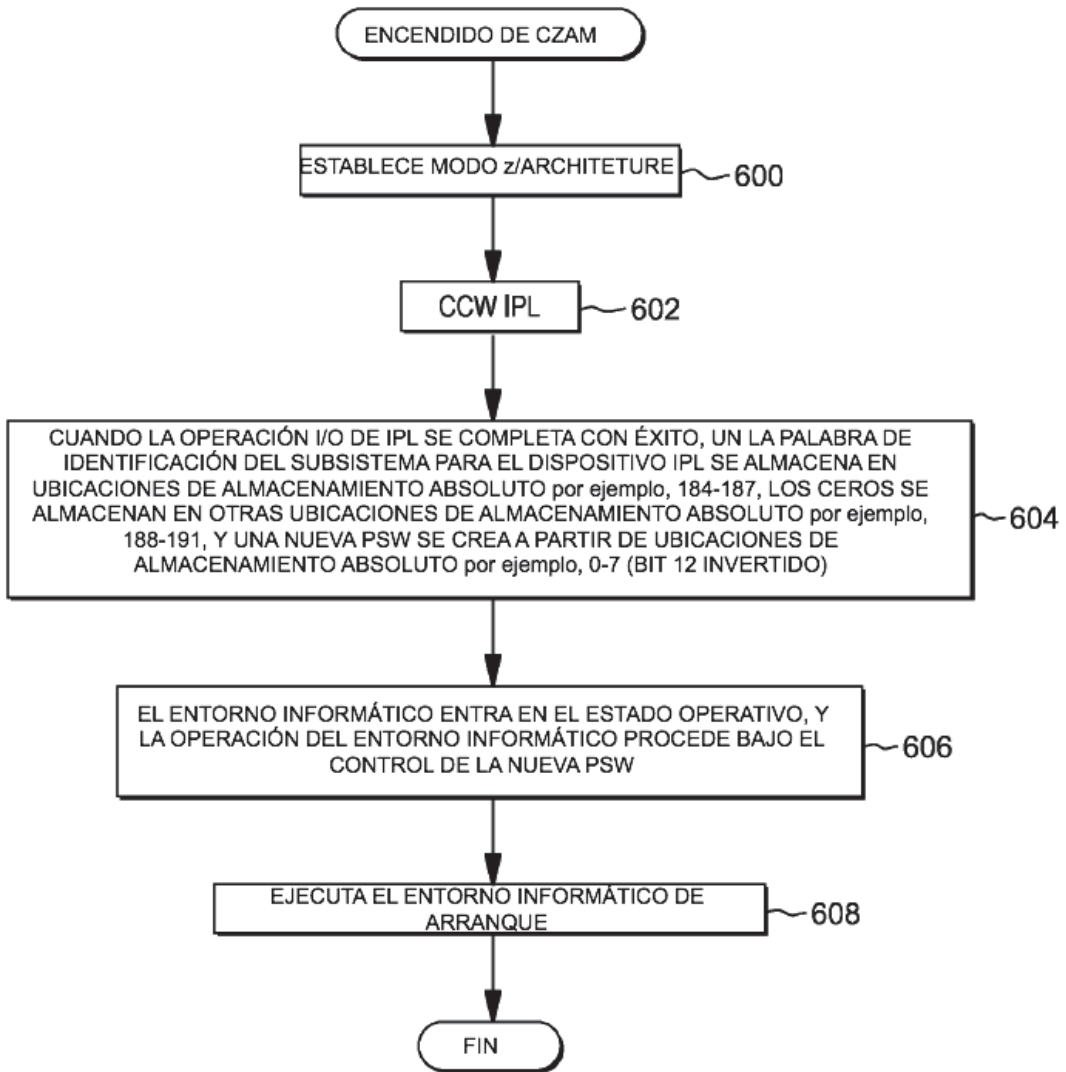 ENCENDIDO DE CZAM
ESTABLECE MODO z/ARCHITETURE
600
CCW IPL
602
CUANDO LA OPERACIÓN I/O DE IPL SE COMPLETA CON ÉXITO, UN LA PALABRA DE
IDENTIFICACIÓN DEL SUBSISTEMA PARA EL DISPOSITIVO IPL SE ALMACENA EN
UBICACIONES DE ALMACENAMIENTO ABSOLUTO por ejemplo, 184-187, LOS CEROS SE
ALMACENAN EN OTRAS UBICACIONES DE ALMACENAMIENTO ABSOLUTO por ejemplo,
188-191, Y UNA NUEVA PSW SE CREA A PARTIR DE UBICACIONES DE
ALMACENAMIENTO ABSOLUTO por ejemplo, 0-7 (BIT 12 INVERTIDO)
604
EL ENTORNO INFORMÁTICO ENTRA EN EL ESTADO OPERATIVO, Y
LA OPERACIÓN DEL ENTORNO INFORMÁTICO PROCEDE BAJO EL
CONTROL DE LA NUEVA PSW
606
EJECUTA EL ENTORNO INFORMÁTICO DE
ARRANQUE
608
FIN